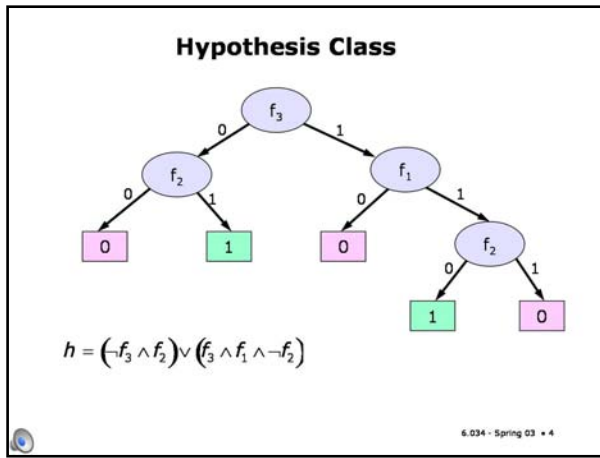 Hypothesis Class
f₃
0 1
f₂ f₁
0 1 0 1
0 1 0 f₂
0 1
1 0
h = (¬f₃ ∧ f₂) ∨ (f₃ ∧ f₁ ∧ ¬f₂)
6.034 - Spring 03 • 4